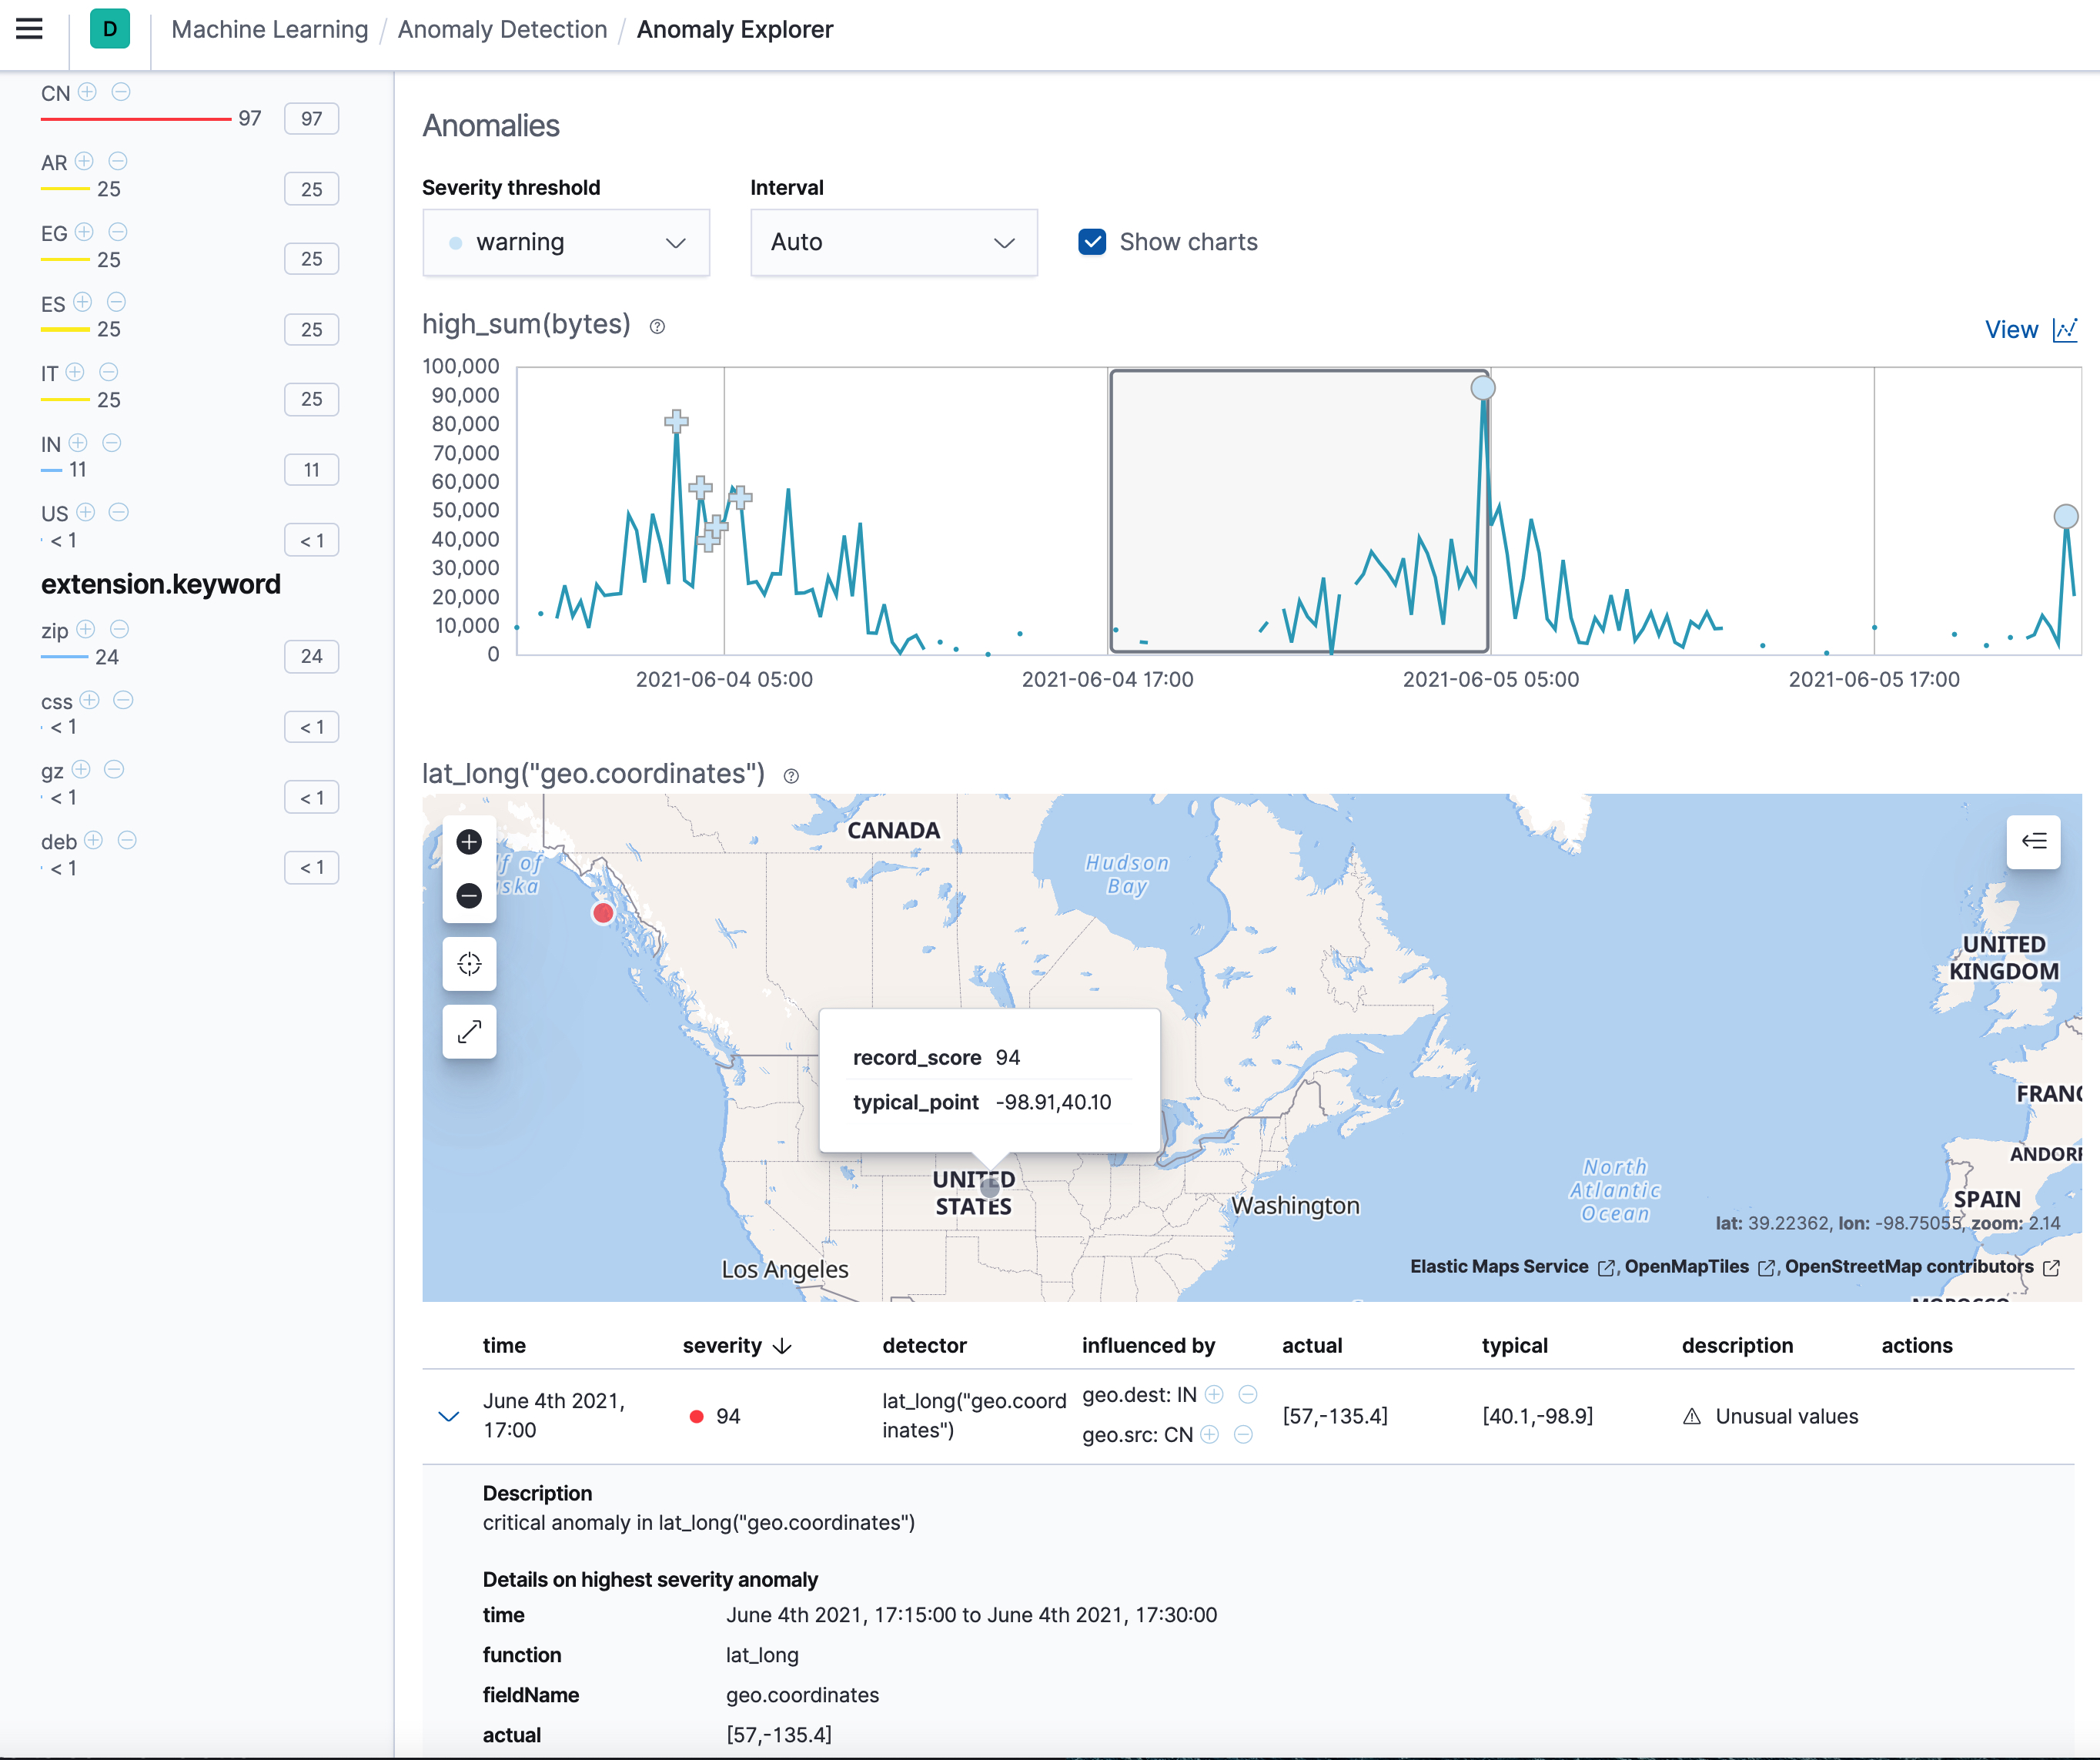 D
Machine Learning / Anomaly Detection / Anomaly Explorer
CN
97 97
AR
25 25
EG
25 25
ES
25 25
IT
25 25
IN
11 11
US
< 1 < 1
extension.keyword
zip
24 24
css
< 1 < 1
gz
< 1 < 1
deb
< 1 < 1
Anomalies
Severity threshold Interval
warning Auto Show charts
high_sum(bytes) View
100,000
90,000
80,000
70,000
60,000
50,000
40,000
30,000
20,000
10,000
0
2021-06-04 05:00 2021-06-04 17:00 2021-06-05 05:00 2021-06-05 17:00
lat_long("geo.coordinates")
CANADA
Hudson
Bay
f of
ska
UNITED
KINGDOM
record_score 94
typical_point -98.91,40.10
FRANC
ANDORR
UNITED
STATES
Washington
North
Atlantic
Ocean
SPAIN
lat: 39.22362, lon: -98.75055, zoom: 2.14
Los Angeles
Elastic Maps Service , OpenMapTiles , OpenStreetMap contributors
MOROCCO
time severity detector influenced by actual typical description actions
June 4th 2021,
17:00
94
lat_long("geo.coord
inates")
geo.dest: IN
geo.src: CN
[57,-135.4] [40.1,-98.9] Unusual values
Description
critical anomaly in lat_long("geo.coordinates")
Details on highest severity anomaly
time June 4th 2021, 17:15:00 to June 4th 2021, 17:30:00
function lat_long
fieldName geo.coordinates
actual [57,-135.4]